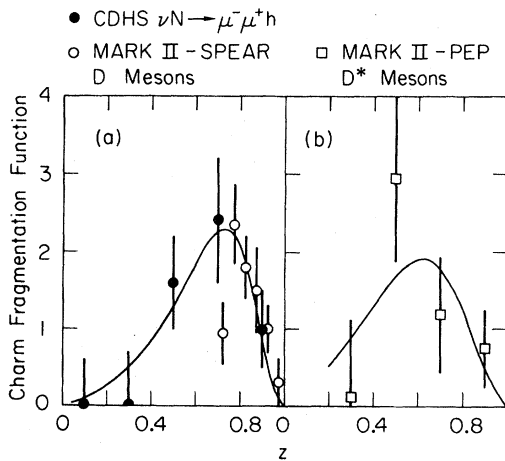 ● CDHS νN → μ⁻μ⁺h
○ MARK II – SPEAR
D Mesons
□ MARK II – PEP
D* Mesons
Charm Fragmentation Function
4
3
2
1
0
(a)
(b)
0 0.4 0.8 0 0.4 0.8
z